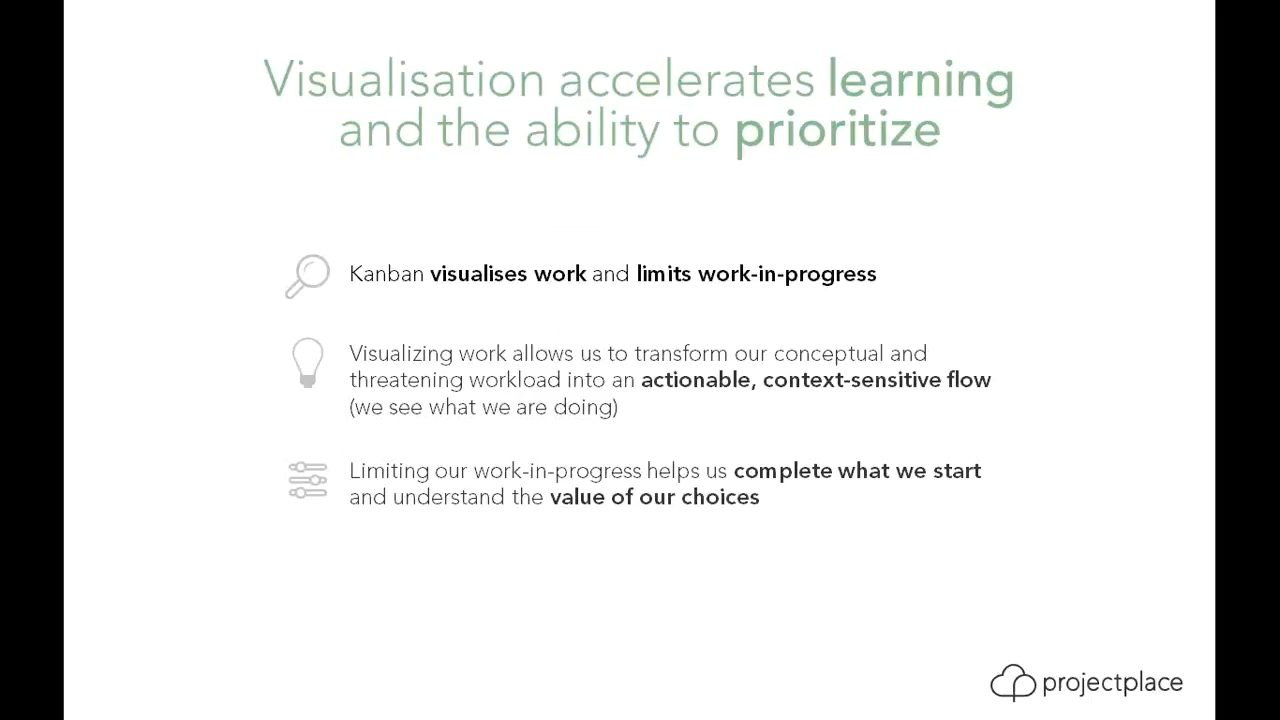 Visualisation accelerates learning
and the ability to prioritize
Kanban visualises work and limits work-in-progress
Visualizing work allows us to transform our conceptual and
threatening workload into an actionable, context-sensitive flow
(we see what we are doing)
Limiting our work-in-progress helps us complete what we start
and understand the value of our choices
projectplace